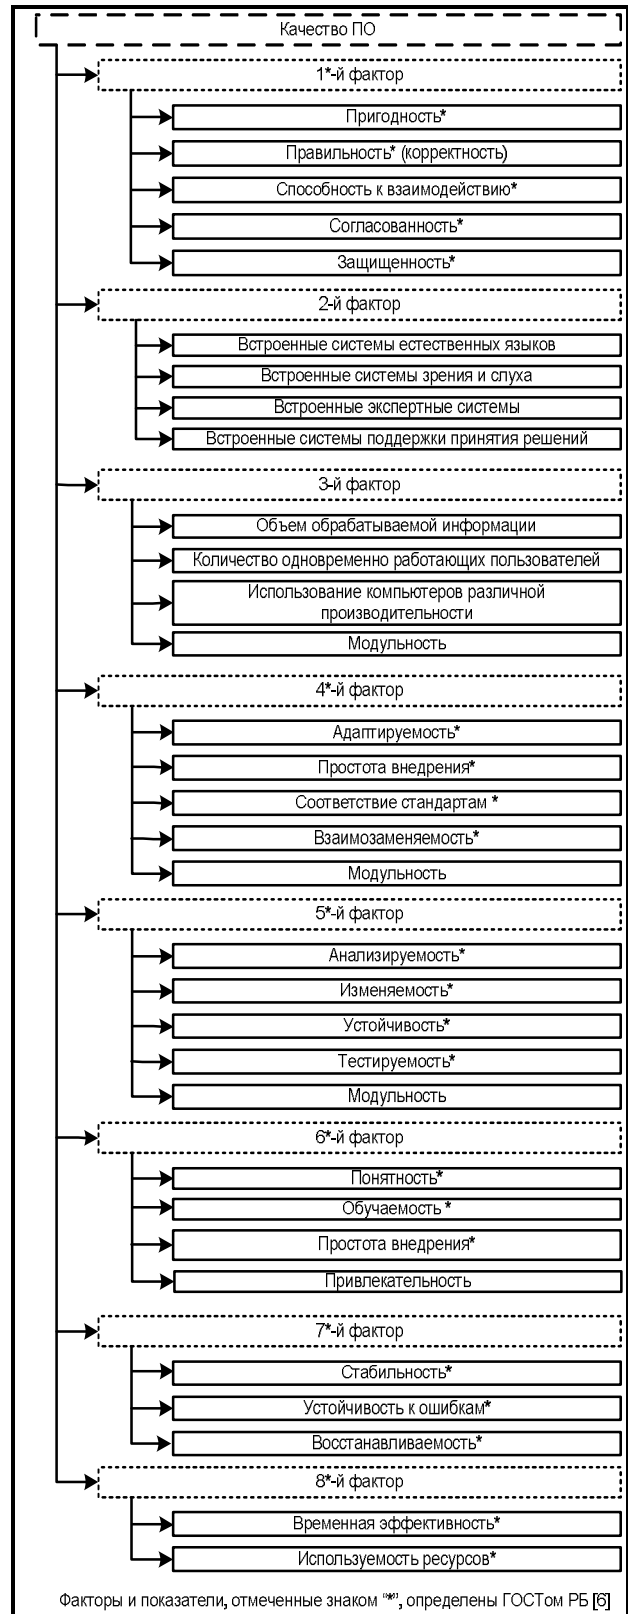 Качество ПО
1*-й фактор
Пригодность*
Правильность* (корректность)
Способность к взаимодействию*
Согласованность*
Защищенность*
2-й фактор
Встроенные системы естественных языков
Встроенные системы зрения и слуха
Встроенные экспертные системы
Встроенные системы поддержки принятия решений
3-й фактор
Объем обрабатываемой информации
Количество одновременно работающих пользователей
Использование компьютеров различной
производительности
Модульность
4*-й фактор
Адаптируемость*
Простота внедрения*
Соответствие стандартам *
Взаимозаменяемость*
Модульность
5*-й фактор
Анализируемость*
Изменяемость*
Устойчивость*
Тестируемость*
Модульность
6*-й фактор
Понятность*
Обучаемость *
Простота внедрения*
Привлекательность
7*-й фактор
Стабильность*
Устойчивость к ошибкам*
Восстанавливаемость*
8*-й фактор
Временная эффективность*
Используемость ресурсов*
Факторы и показатели, отмеченные знаком "*", определены ГОСТом РБ [6]